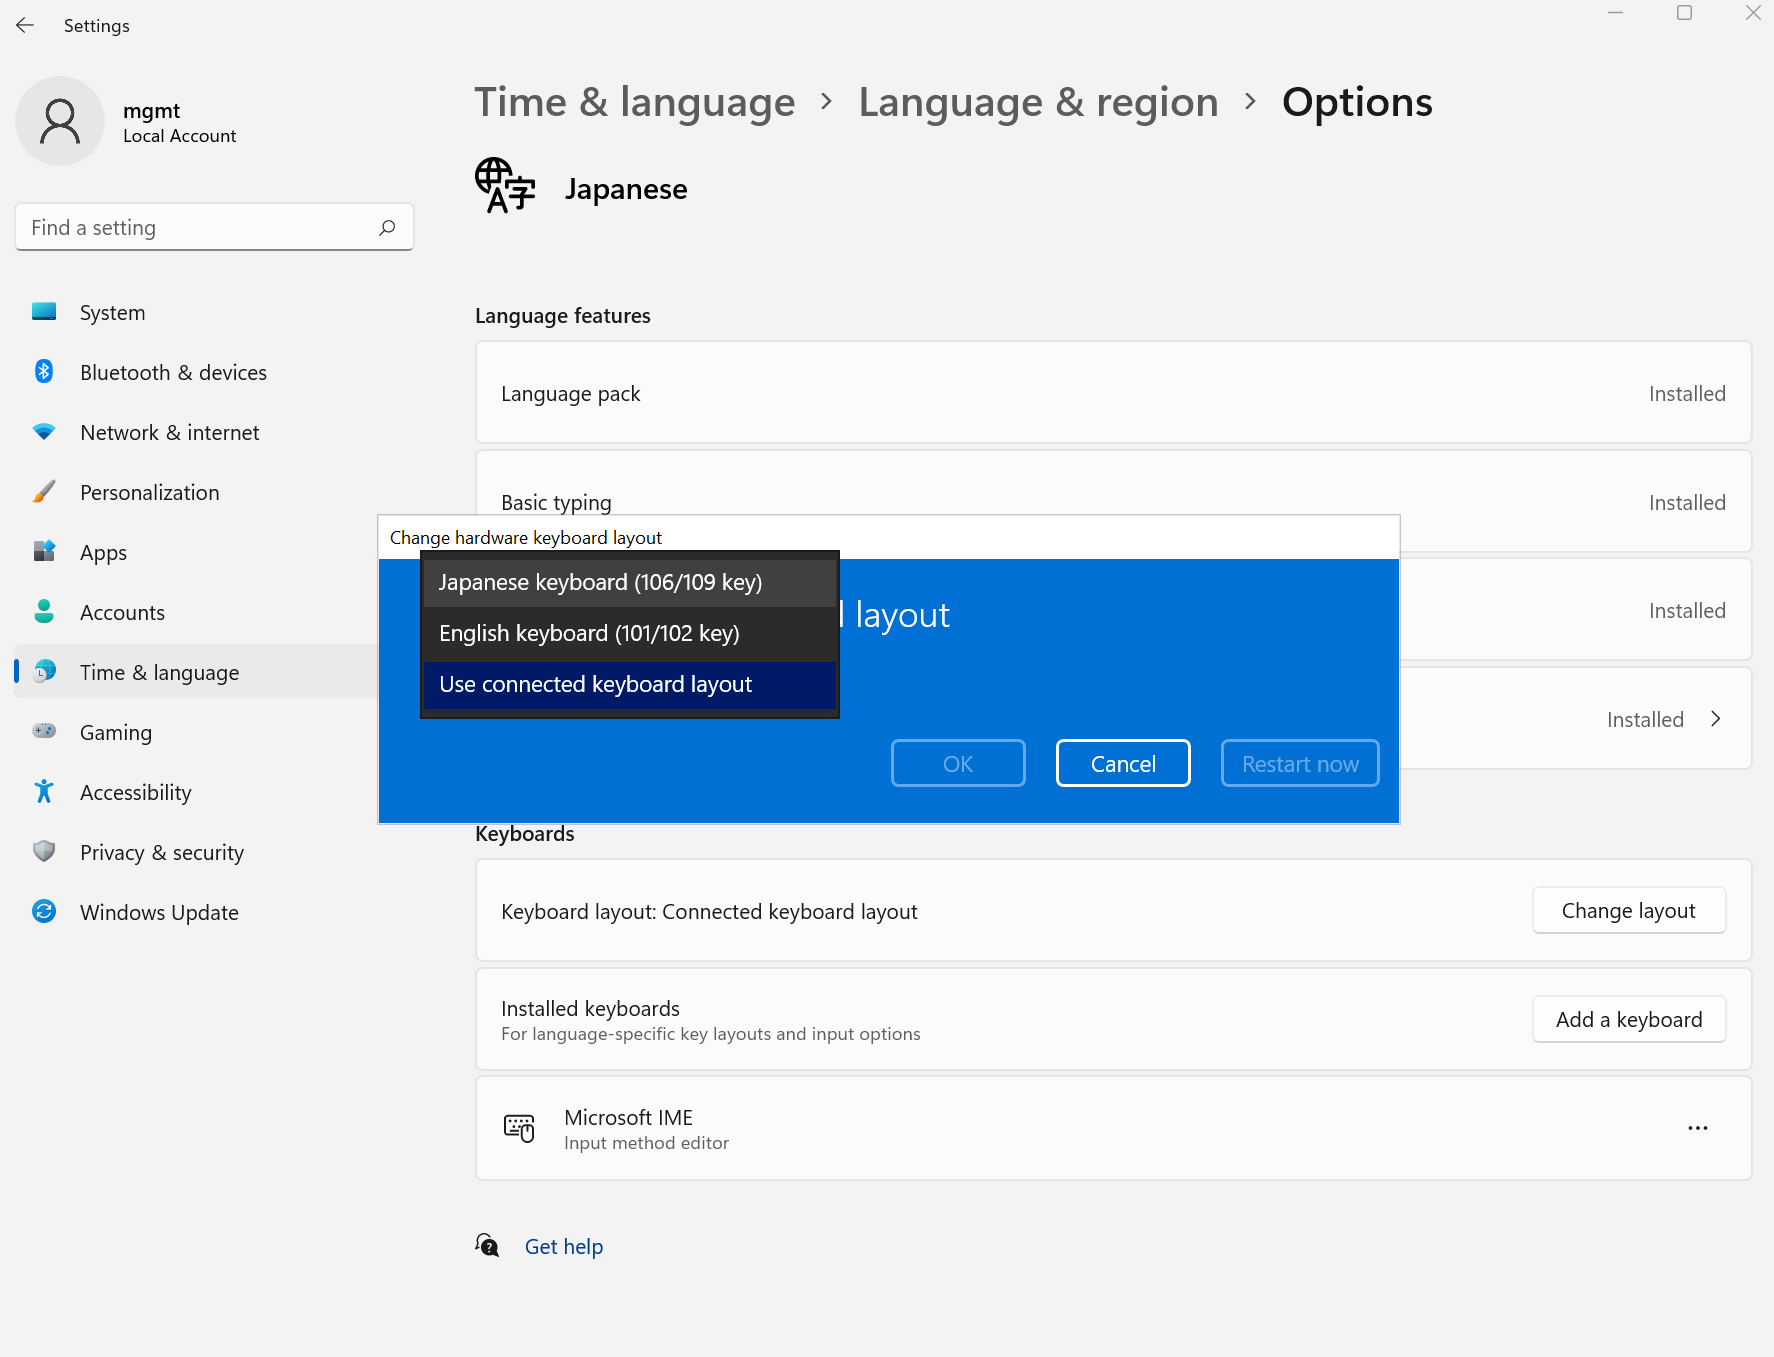 Settings
mgmt
Local Account
Find a setting
System
Bluetooth & devices
Network & internet
Personalization
Apps
Accounts
Time & language
Gaming
Accessibility
Privacy & security
Windows Update
Time & language > Language & region > Options
A字
Japanese
Language features
Language pack
Installed
Basic typing
Installed
Installed
Installed
Change hardware keyboard layout
layout
Japanese keyboard (106/109 key)
English keyboard (101/102 key)
Use connected keyboard layout
OK
Cancel
Restart now
Keyboards
Keyboard layout: Connected keyboard layout
Change layout
Installed keyboards
For language-specific key layouts and input options
Add a keyboard
Microsoft IME
Input method editor
Get help